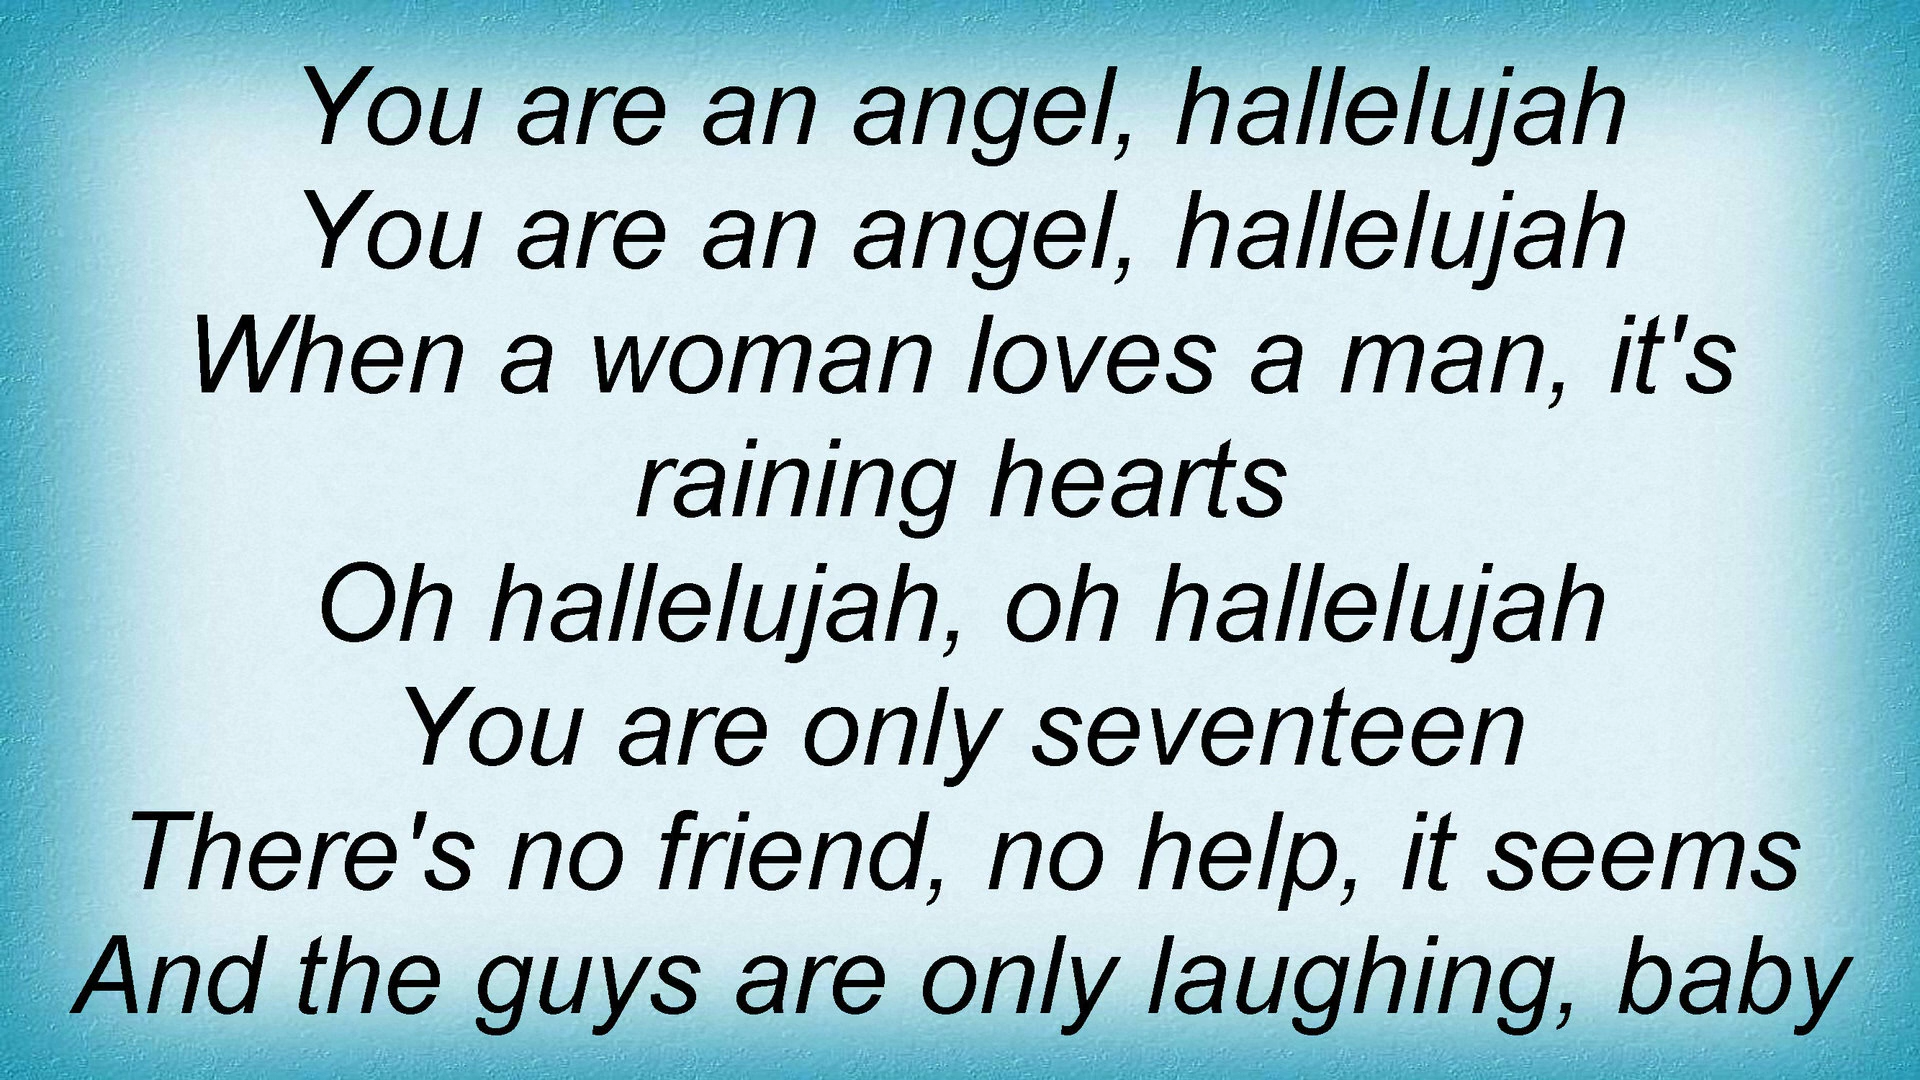 You are an angel, hallelujah
You are an angel, hallelujah
When a woman loves a man, it's
raining hearts
Oh hallelujah, oh hallelujah
You are only seventeen
There's no friend, no help, it seems
And the guys are only laughing, baby